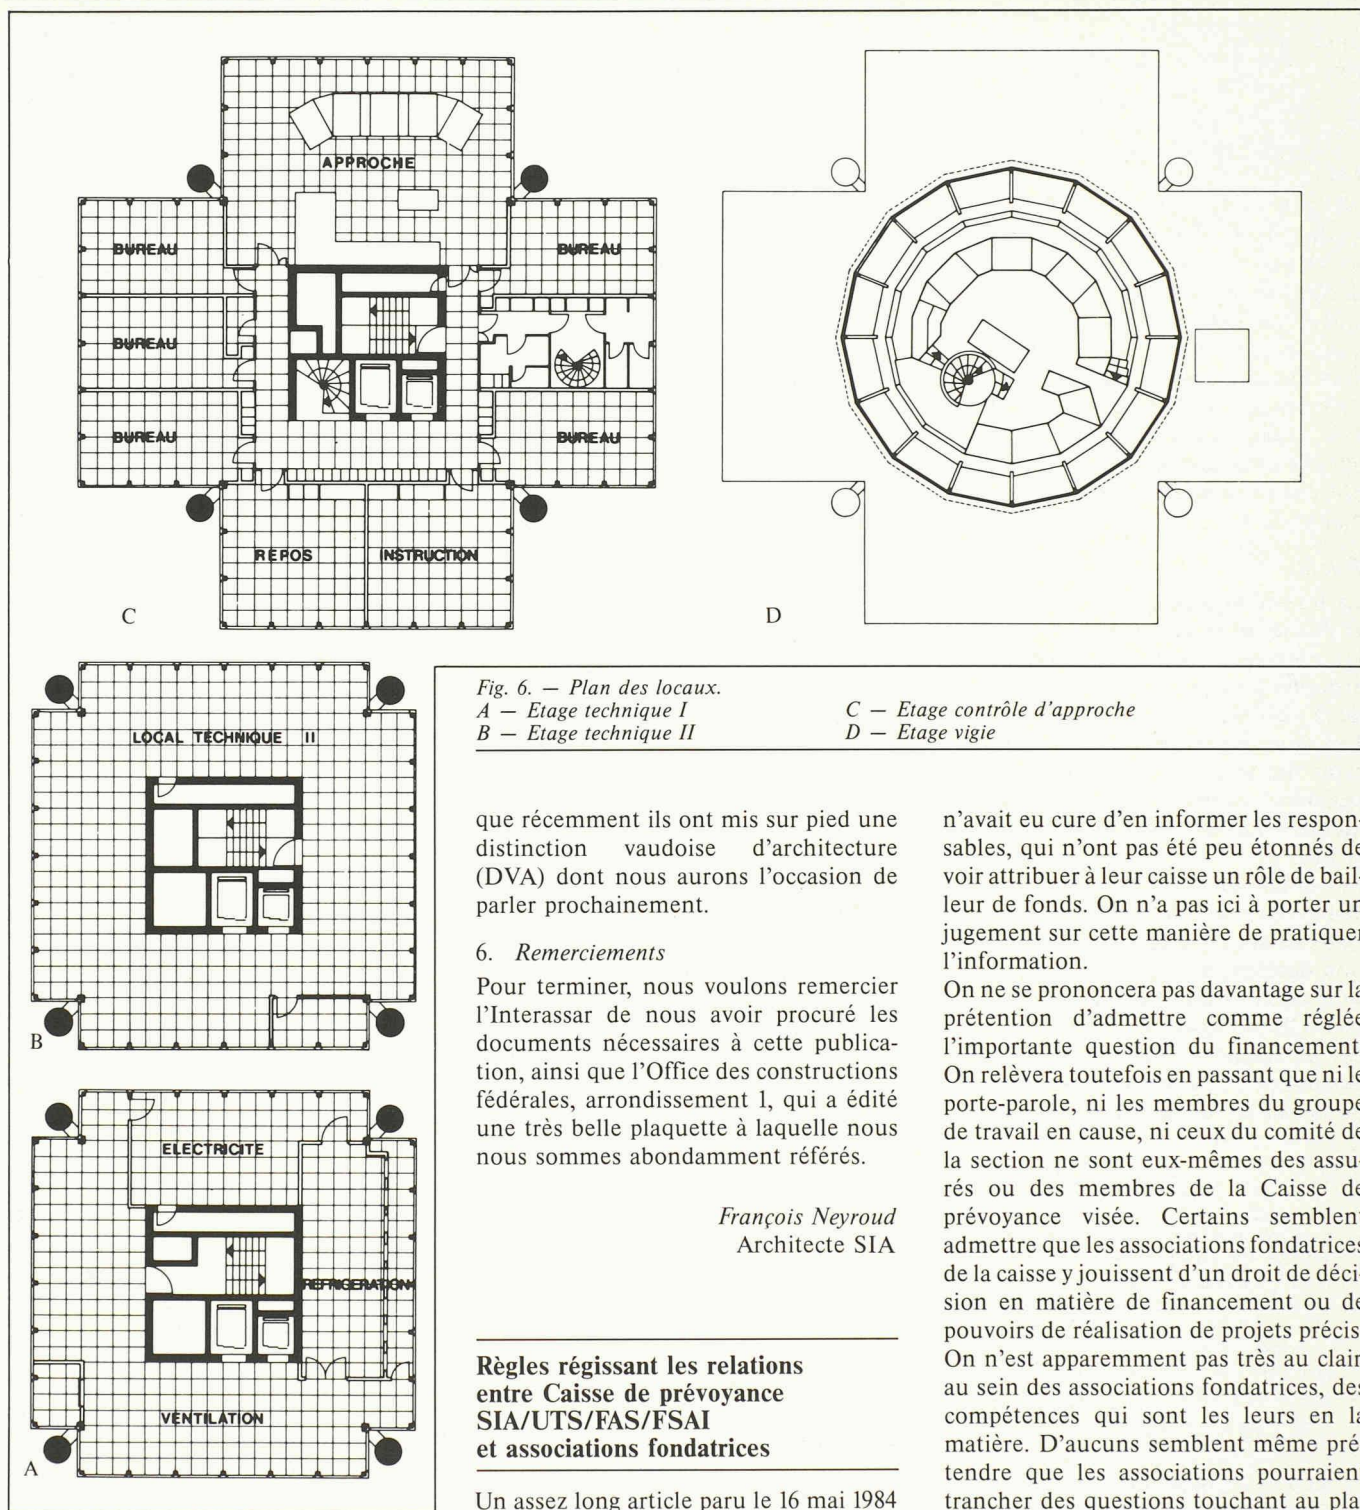 APPROCHE
BUREAU
BUREAU
BUREAU
BUREAU
BUREAU
BUREAU
REPOS
INSTRUCTION
C
D
LOCAL TECHNIQUE II
B
ELECTRICITE
REFRIGERATION
VENTILATION
A
Fig. 6. — Plan des locaux.
A — Etage technique I
B — Etage technique II
C — Etage contrôle d'approche
D — Etage vigie
que récemment ils ont mis sur pied une
distinction vaudoise d'architecture
(DVA) dont nous aurons l'occasion de
parler prochainement.
6. Remerciements
Pour terminer, nous voulons remercier
l'Interassar de nous avoir procuré les
documents nécessaires à cette publica-
tion, ainsi que l'Office des constructions
fédérales, arrondissement 1, qui a édité
une très belle plaquette à laquelle nous
nous sommes abondamment référés.
François Neyroud
Architecte SIA
Règles régissant les relations
entre Caisse de prévoyance
SIA/UTS/FAS/FSAI
et associations fondatrices
Un assez long article paru le 16 mai 1984
n'avait eu cure d'en informer les respon-
sables, qui n'ont pas été peu étonnés de
voir attribuer à leur caisse un rôle de bail-
leur de fonds. On n'a pas ici à porter un
jugement sur cette manière de pratiquer
l'information.
On ne se prononcera pas davantage sur la
prétention d'admettre comme réglée
l'importante question du financement.
On relèvera toutefois en passant que ni le
porte-parole, ni les membres du groupe
de travail en cause, ni ceux du comité de
la section ne sont eux-mêmes des assu-
rés ou des membres de la Caisse de
prévoyance visée. Certains semblent
admettre que les associations fondatrices
de la caisse y jouissent d'un droit de déci-
sion en matière de financement ou de
pouvoirs de réalisation de projets précis.
On n'est apparemment pas très au clair,
au sein des associations fondatrices, des
compétences qui sont les leurs en la
matière. D'aucuns semblent même pré-
tendre que les associations pourraient
trancher des questions touchant au pla-